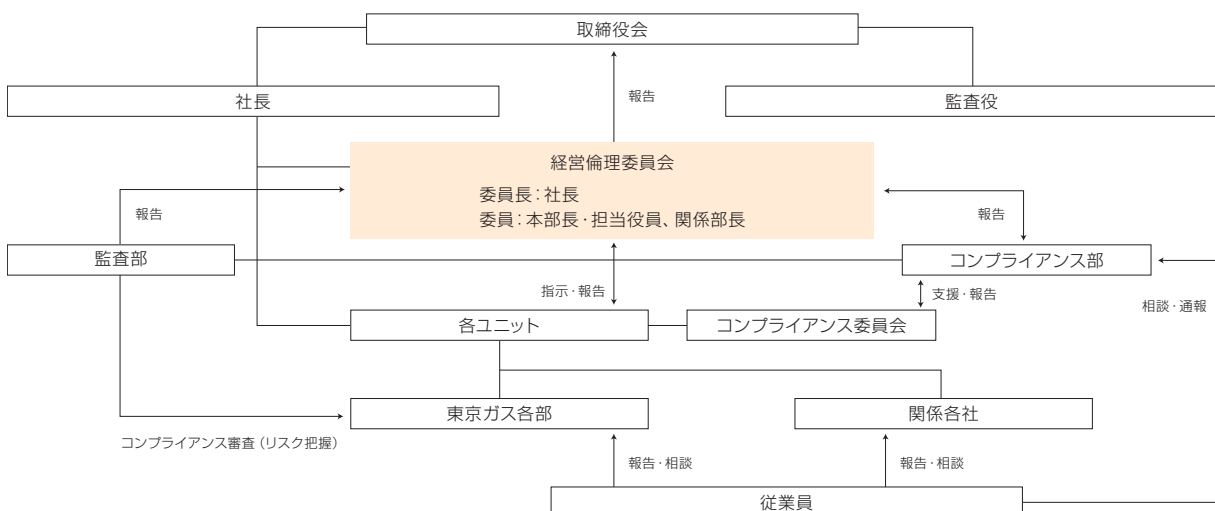 取締役会
社長
報告
監査役
経営倫理委員会
委員長：社長
委員：本部長・担当役員、関係部長
報告
報告
監査部
コンプライアンス部
指示・報告
支援・報告
相談・通報
各ユニット
コンプライアンス委員会
東京ガス各部
関係各社
コンプライアンス審査（リスク把握）
報告・相談
報告・相談
従業員